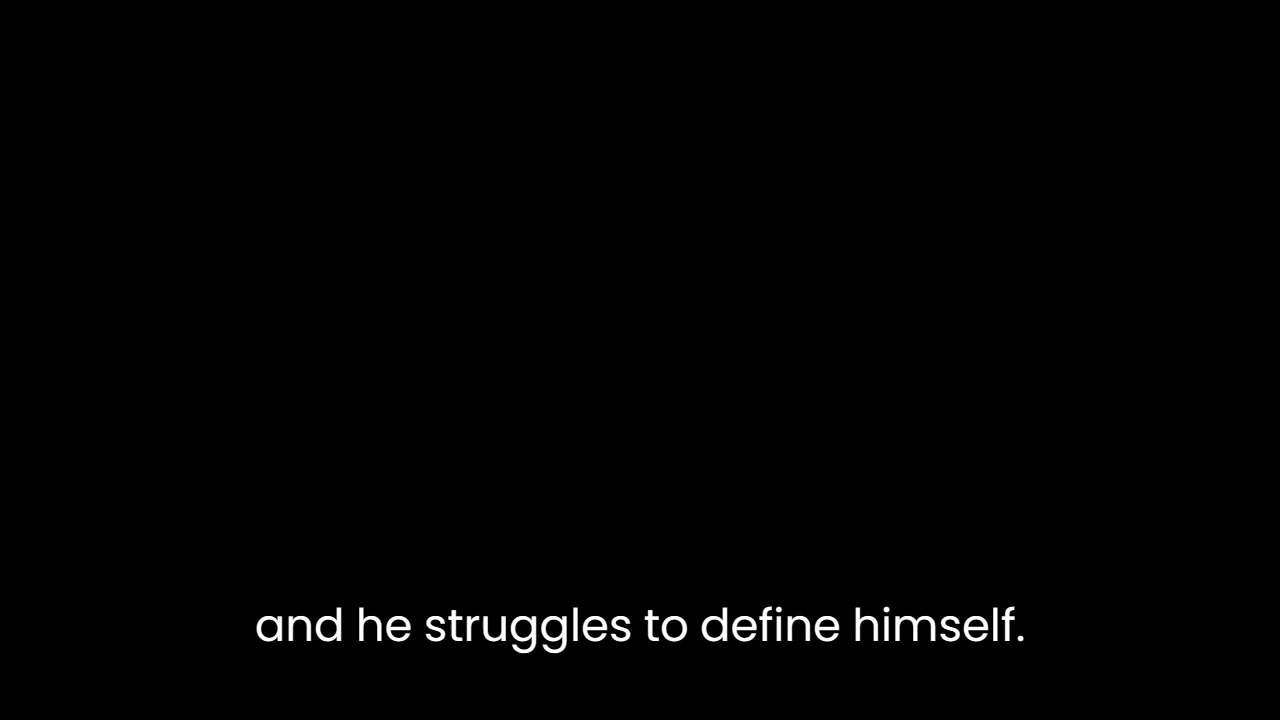 and he struggles to define himself.